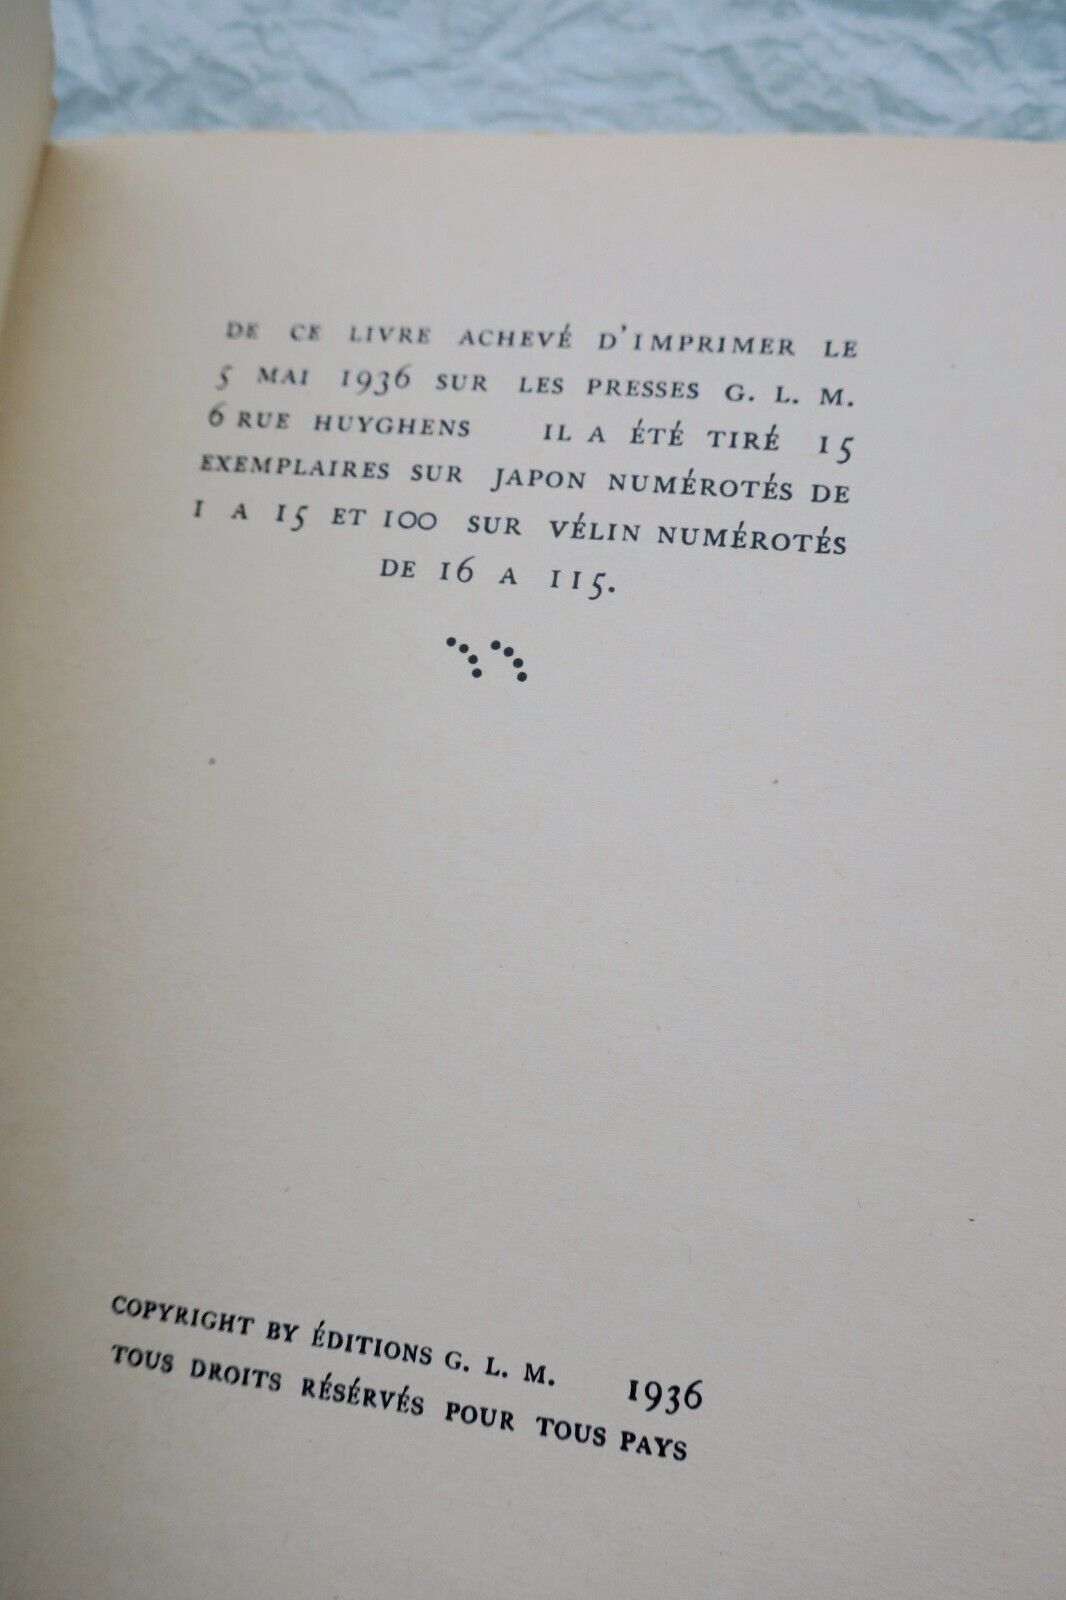 DE CE LIVRE ACHEVÉ D'IMPRIMER LE
5 MAI 1936 SUR LES PRESSES G. L. M.
6 RUE HUYGHENS IL A ÉTÉ TIRÉ 15
EXEMPLAIRES SUR JAPON NUMÉROTÉS DE
1 A 15 ET 100 SUR VÉLIN NUMÉROTÉS
DE 16 A 115.
COPYRIGHT BY ÉDITIONS G. L. M. 1936
TOUS DROITS RÉSÉRVÉS POUR TOUS PAYS